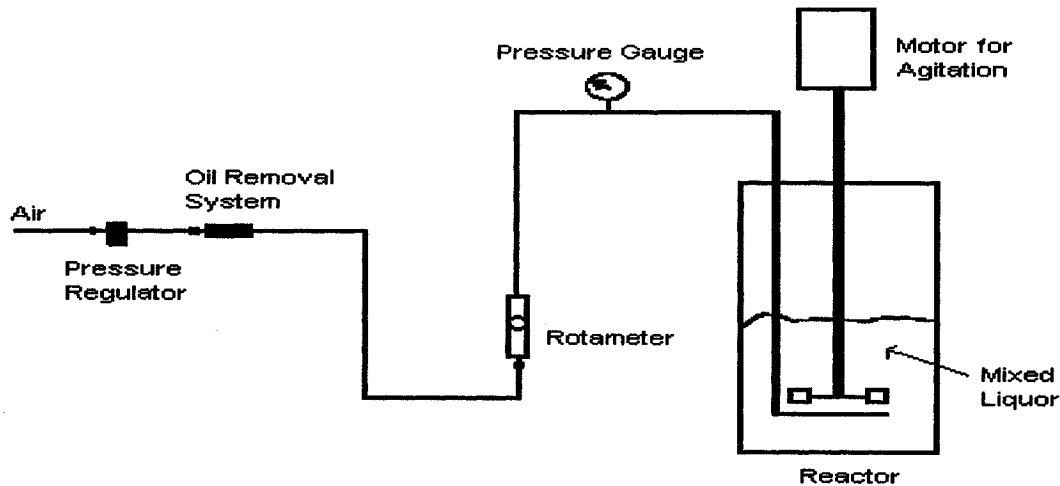 Pressure Gauge
Motor for
Agitation
Oil Removal
System
Air
Pressure
Regulator
Rotameter
Mixed
Liquor
Reactor